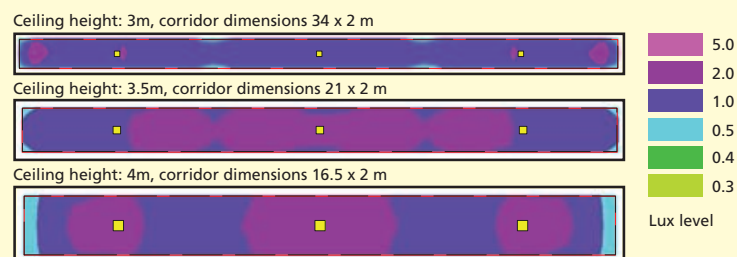 Ceiling height: 3m, corridor dimensions 34 x 2 m
Ceiling height: 3.5m, corridor dimensions 21 x 2 m
Ceiling height: 4m, corridor dimensions 16.5 x 2 m
5.0
2.0
1.0
0.5
0.4
0.3
Lux level